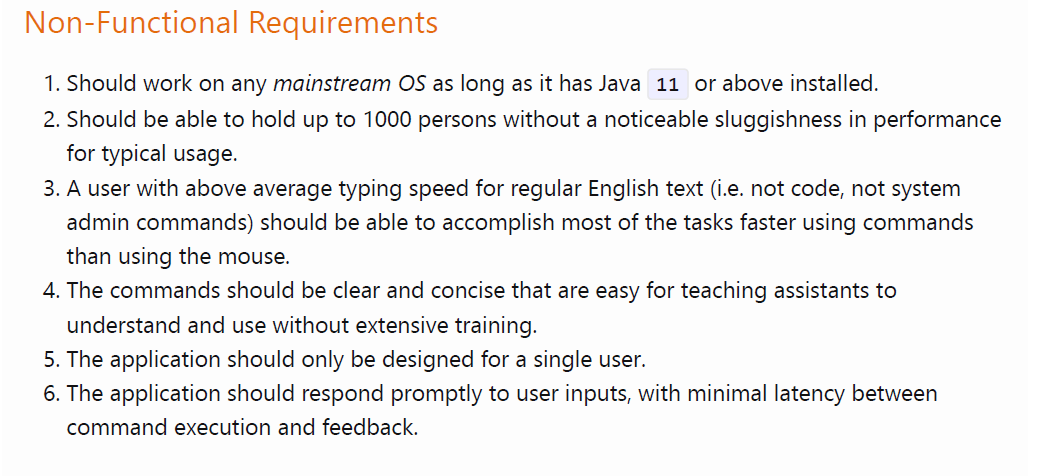 Non-Functional Requirements
1. Should work on any mainstream OS as long as it has Java 11 or above installed.
2. Should be able to hold up to 1000 persons without a noticeable sluggishness in performance
for typical usage.
3. A user with above average typing speed for regular English text (i.e. not code, not system
admin commands) should be able to accomplish most of the tasks faster using commands
than using the mouse.
4. The commands should be clear and concise that are easy for teaching assistants to
understand and use without extensive training.
5. The application should only be designed for a single user.
6. The application should respond promptly to user inputs, with minimal latency between
command execution and feedback.